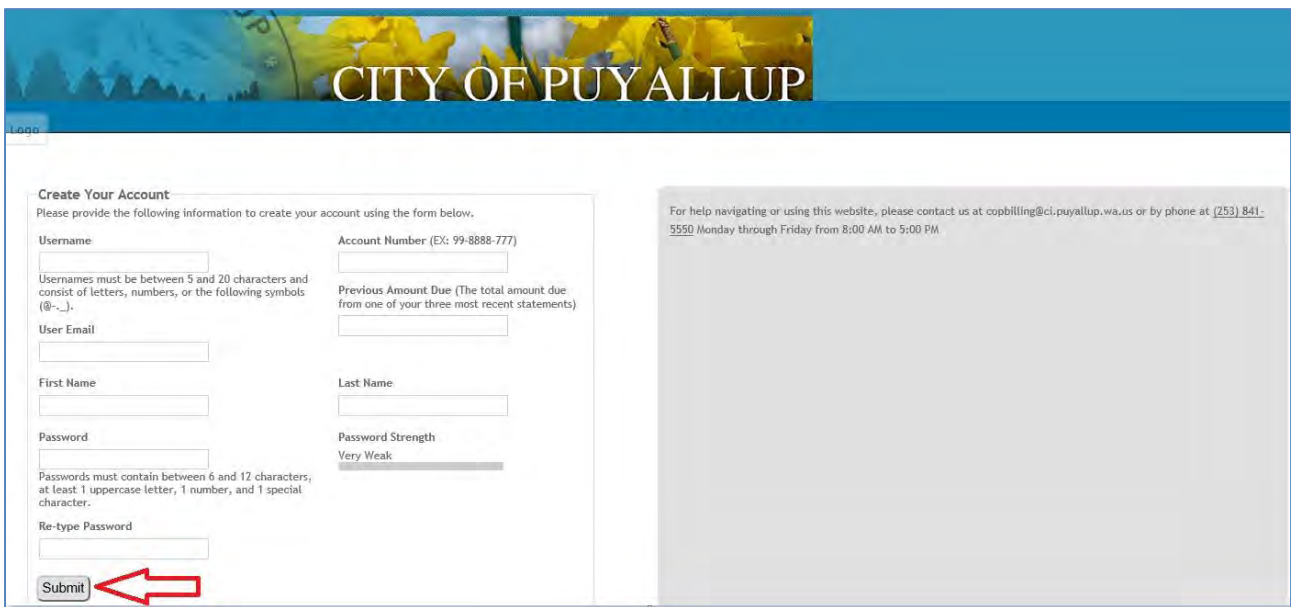 CITY OF PUYALLUP
Logo
Create Your Account
Please provide the following information to create your account using the form below.
Username
Usernames must be between 5 and 20 characters and
consist of letters, numbers, or the following symbols
(@-._).
User Email
First Name
Password
Passwords must contain between 6 and 12 characters,
at least 1 uppercase letter, 1 number, and 1 special
character.
Re-type Password
Submit
Account Number (EX: 99-8888-777)
Previous Amount Due (The total amount due
from one of your three most recent statements)
Last Name
Password Strength
Very Weak
For help navigating or using this website, please contact us at copbilling@ci.puyallup.wa.us or by phone at (253) 841-
5550 Monday through Friday from 8:00 AM to 5:00 PM